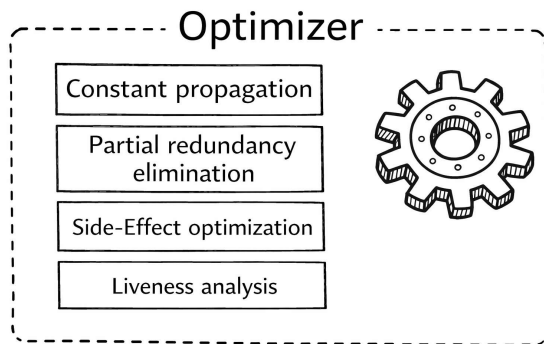 Optimizer
Constant propagation
Partial redundancy
elimination
Side-Effect optimization
Liveness analysis